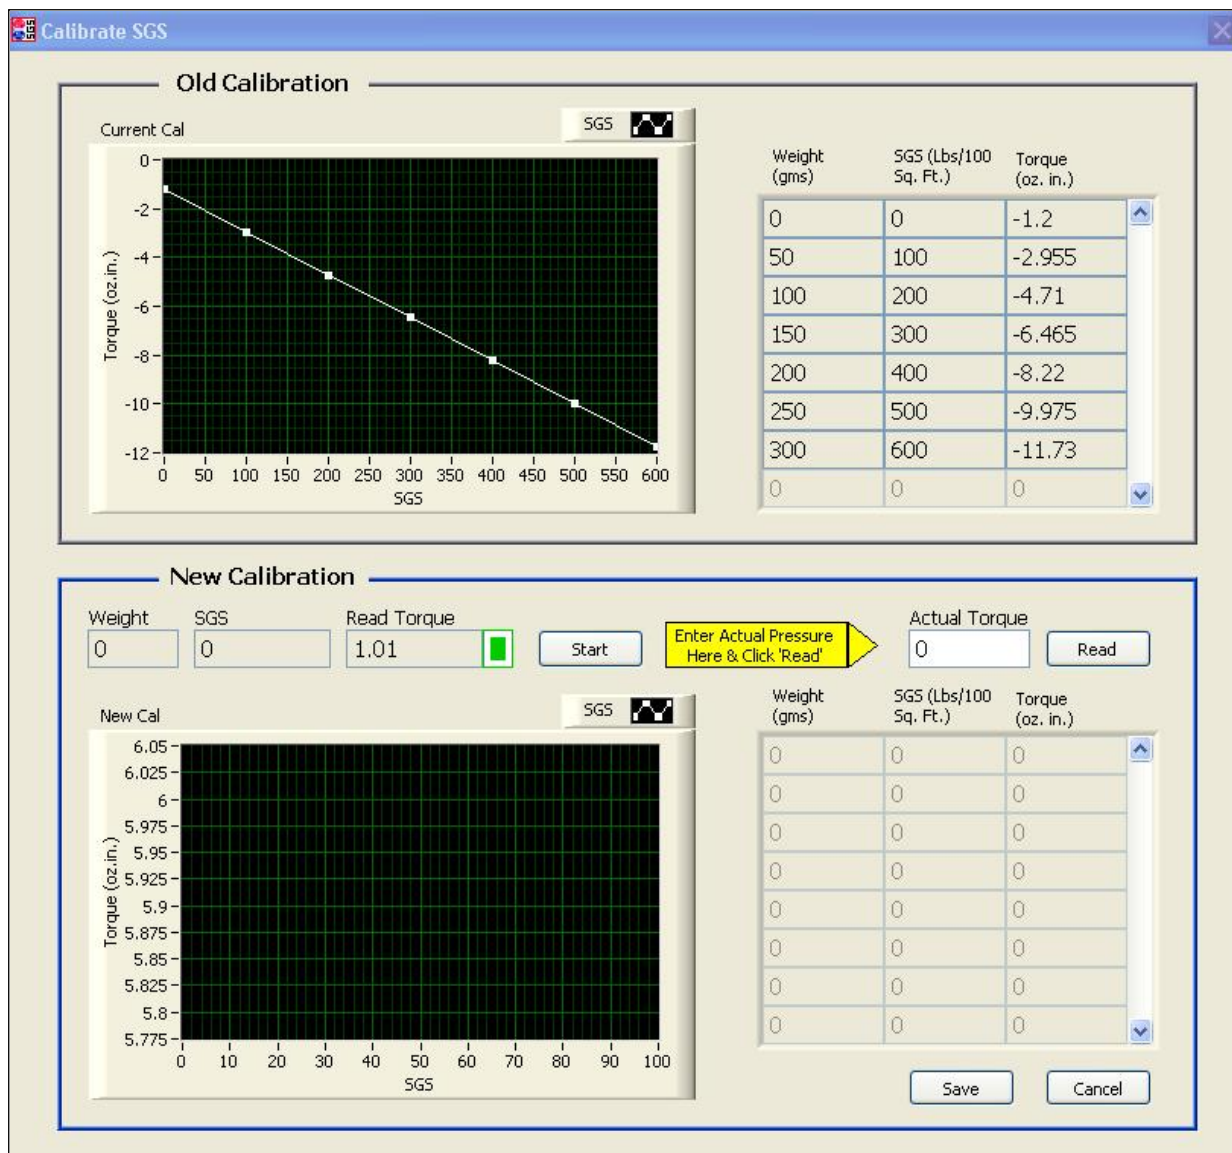 SGS
Calibrate SGS
Old Calibration
Current Cal
SGS
0
-2
-4
-6
-8
-10
-12
Torque (oz.in.)
0 50 100 150 200 250 300 350 400 450 500 550 600
SGS
Weight (gms) SGS (Lbs/100 Sq. Ft.) Torque (oz. in.)
0 0 -1.2
50 100 -2.955
100 200 -4.71
150 300 -6.465
200 400 -8.22
250 500 -9.975
300 600 -11.73
0 0 0
New Calibration
Weight SGS Read Torque Actual Torque
0 0 1.01 Start
Enter Actual Pressure
Here & Click 'Read'
0 Read
New Cal
SGS
6.05
6.025
6
5.975
5.95
5.925
5.9
5.875
5.85
5.825
5.8
5.775
Torque (oz.in.)
0 10 20 30 40 50 60 70 80 90 100
SGS
Weight (gms) SGS (Lbs/100 Sq. Ft.) Torque (oz. in.)
0 0 0
0 0 0
0 0 0
0 0 0
0 0 0
0 0 0
0 0 0
0 0 0
Save Cancel